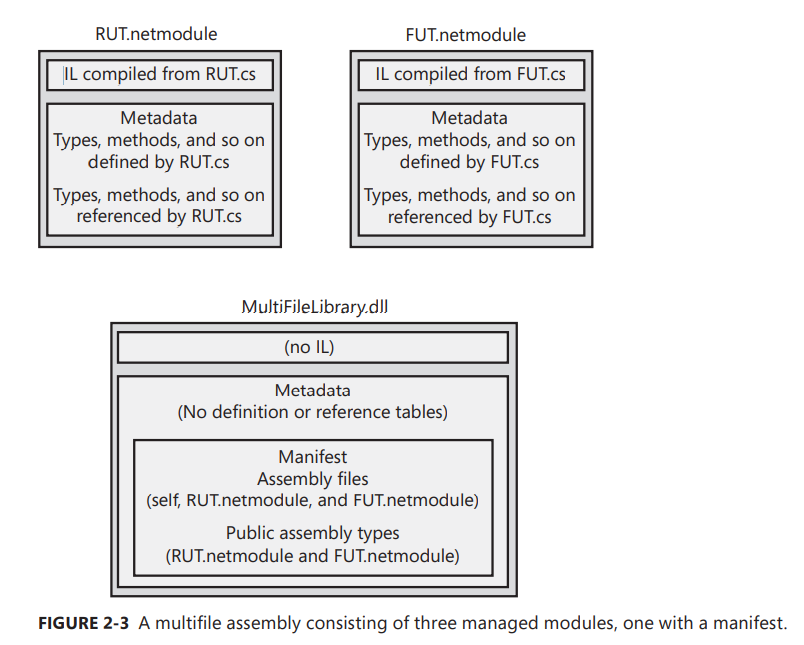 RUT.netmodule
IL compiled from RUT.cs
Metadata
Types, methods, and so on
defined by RUT.cs
Types, methods, and so on
referenced by RUT.cs
FUT.netmodule
IL compiled from FUT.cs
Metadata
Types, methods, and so on
defined by FUT.cs
Types, methods, and so on
referenced by FUT.cs
MultiFileLibrary.dll
(no IL)
Metadata
(No definition or reference tables)
Manifest
Assembly files
(self, RUT.netmodule, and FUT.netmodule)
Public assembly types
(RUT.netmodule and FUT.netmodule)
FIGURE 2-3 A multifile assembly consisting of three managed modules, one with a manifest.